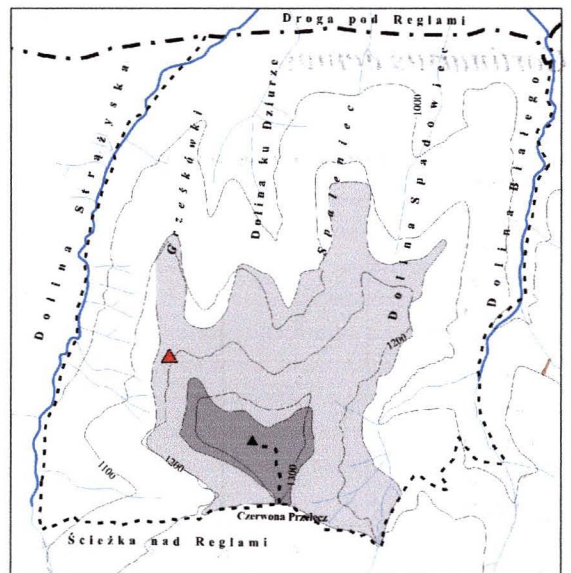 Droga pod Reglami
Dolina Strążyska
Grześkówki
Dolina ku Dziurze
Spaleniec
1000
Dolina Spadowiec
Dolina Białego
1200
1100
1200
1300
Czerwona Przełęcz
Ścieżka nad Reglami